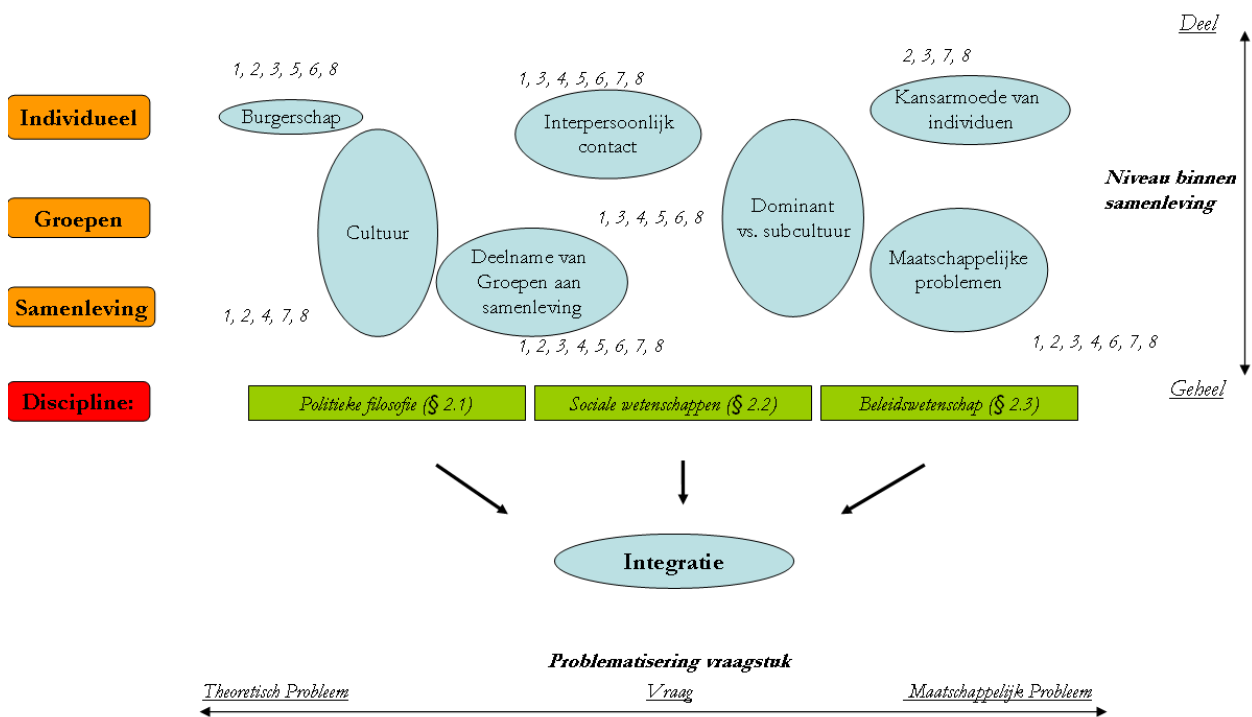 Deel
1, 2, 3, 5, 6, 8
1, 3, 4, 5, 6, 7, 8
2, 3, 7, 8
Individueel
Burgerschap
Interpersoonlijk
contact
Kansarmoede van
individuen
Niveau binnen
samenleving
Groepen
Cultuur
1, 3, 4, 5, 6, 8
Dominant
vs. subcultuur
Deelname van
Groepen aan
samenleving
Maatschappelijke
problemen
Samenleving
1, 2, 4, 7, 8
1, 2, 3, 4, 5, 6, 7, 8
1, 2, 3, 4, 6, 7, 8
Geheel
Discipline:
Politieke filosofie (§ 2.1)
Sociale wetenschappen (§ 2.2)
Beleidswetenschap (§ 2.3)
Integratie
Problematisering vraagstuk
Theoretisch Probleem
Vraag
Maatschappelijk Probleem